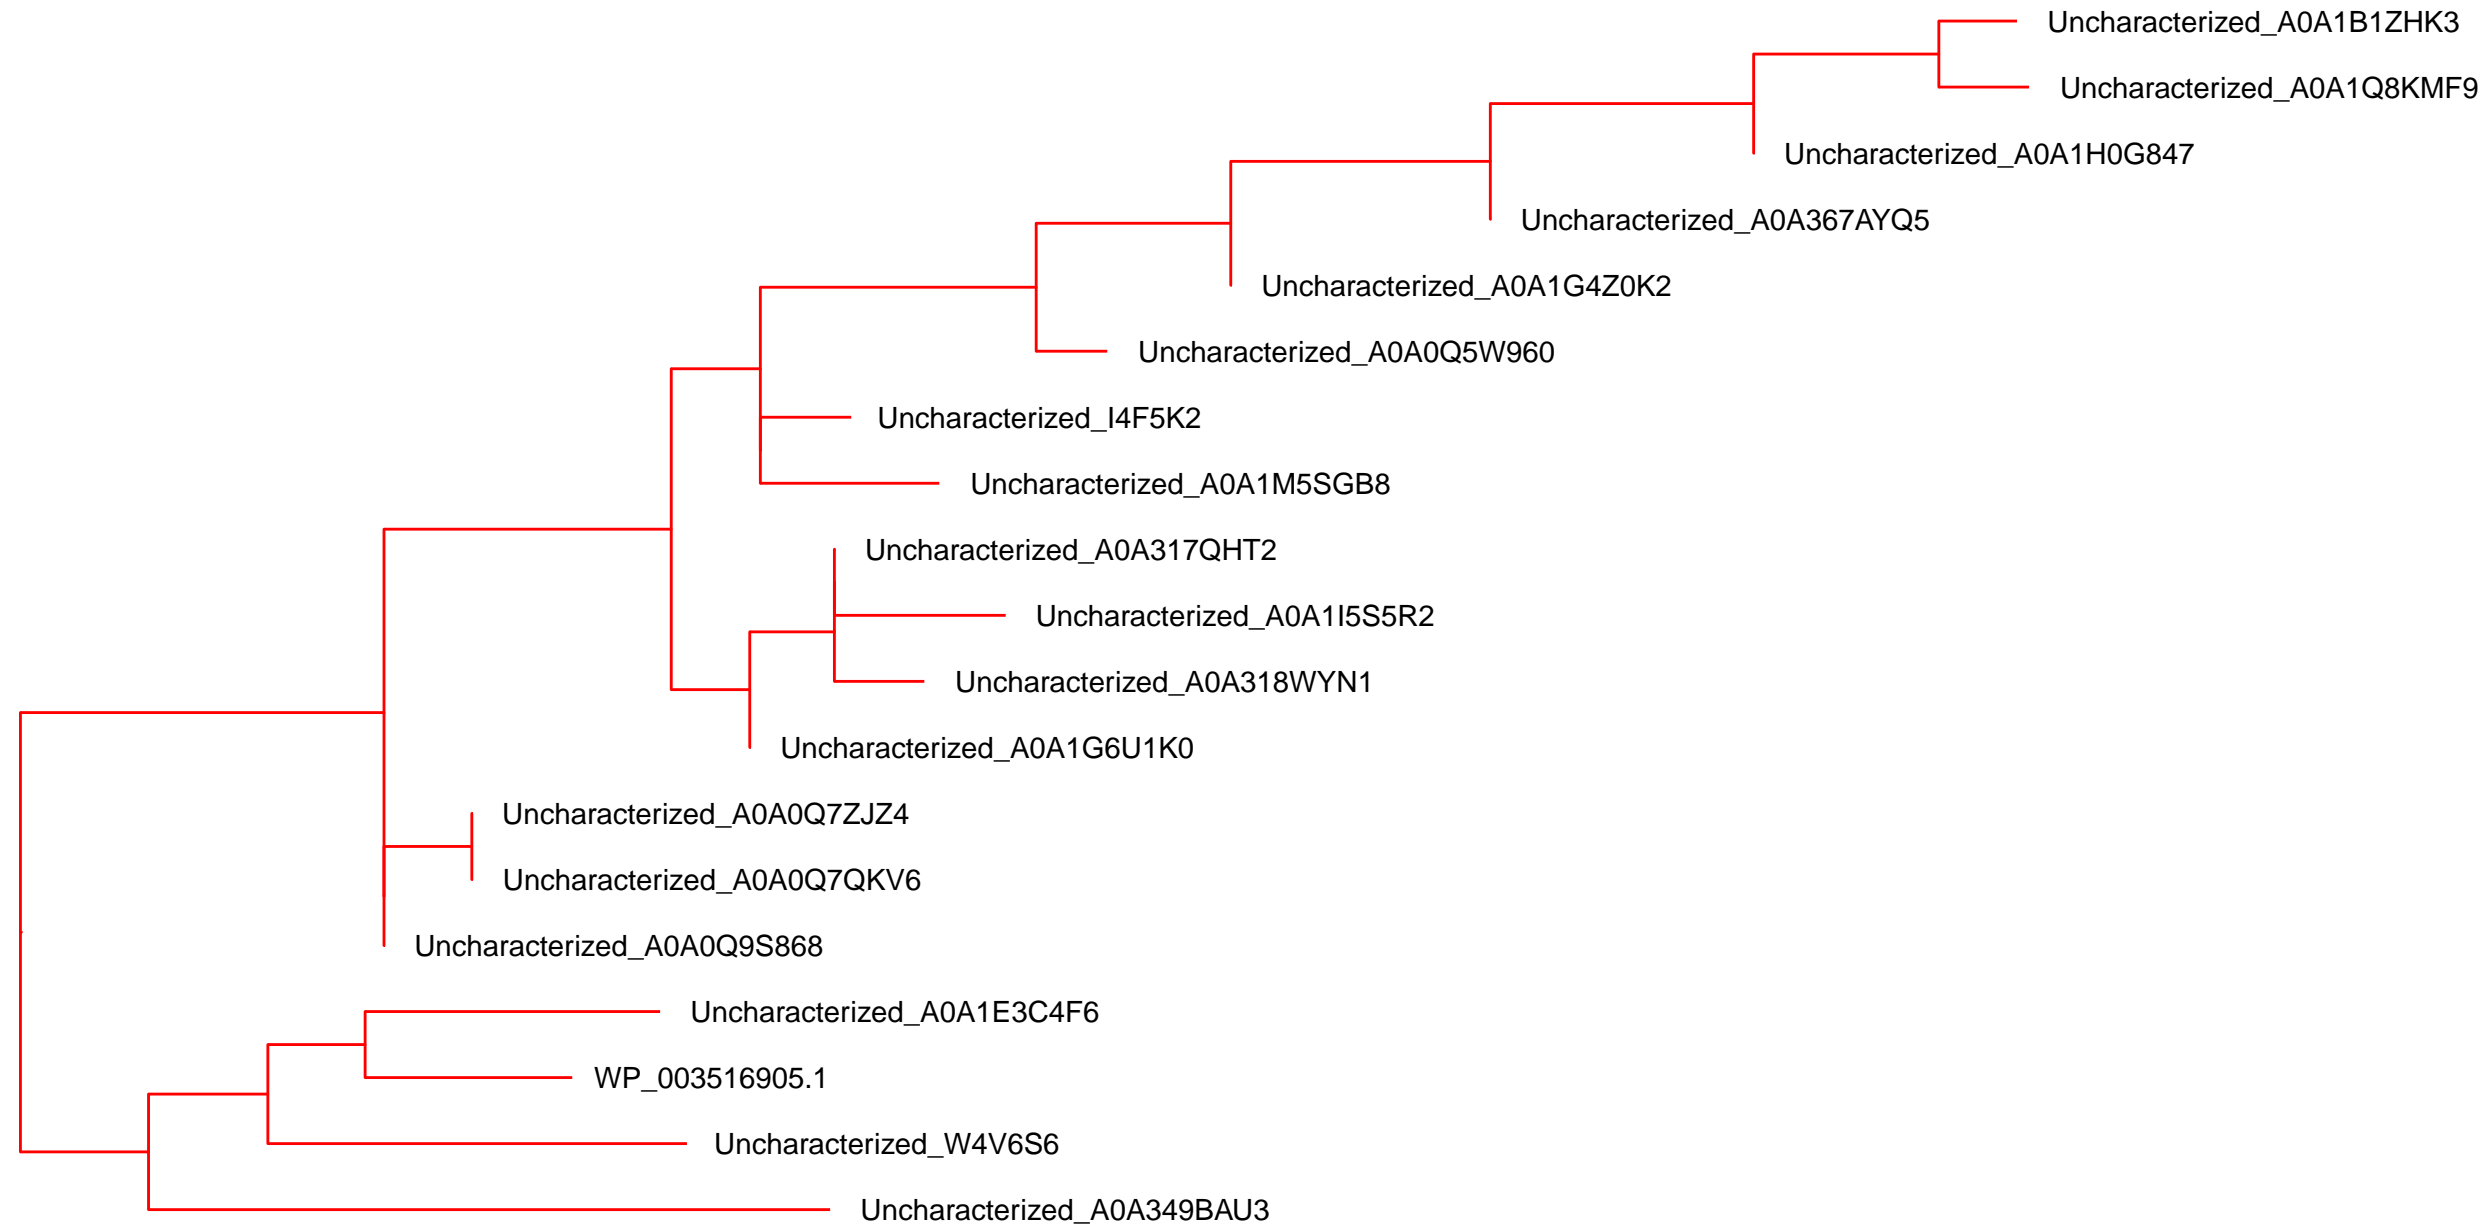 Uncharacterized_A0A1B1ZHK3
Uncharacterized_A0A1Q8KMF9
Uncharacterized_A0A1H0G847
Uncharacterized_A0A367AYQ5
Uncharacterized_A0A1G4Z0K2
Uncharacterized_A0A0Q5W960
Uncharacterized_I4F5K2
Uncharacterized_A0A1M5SGB8
Uncharacterized_A0A317QHT2
Uncharacterized_A0A1I5S5R2
Uncharacterized_A0A318WYN1
Uncharacterized_A0A1G6U1K0
Uncharacterized_A0A0Q7ZJZ4
Uncharacterized_A0A0Q7QKV6
Uncharacterized_A0A0Q9S868
Uncharacterized_A0A1E3C4F6
WP_003516905.1
Uncharacterized_W4V6S6
Uncharacterized_A0A349BAU3